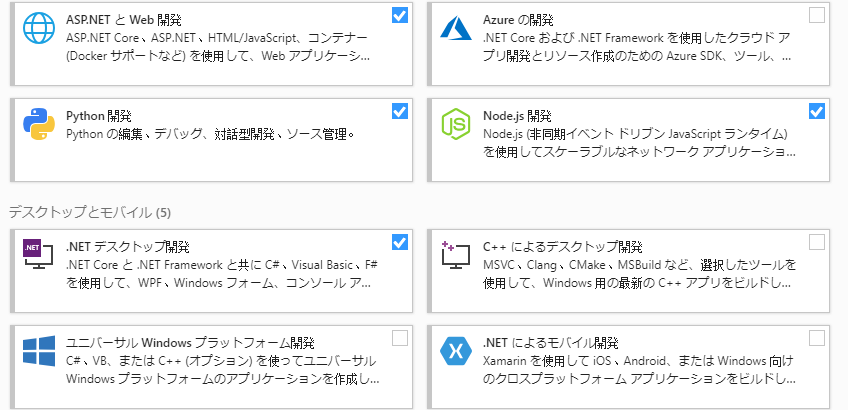 ASP.NET と Web 開発
ASP.NET Core、ASP.NET、HTML/JavaScript、コンテナー
(Docker サポートなど) を使用して、Web アプリケーシ...
Azure の開発
.NET Core および .NET Framework を使用したクラウド ア
プリ開発とリソース作成のための Azure SDK、ツール、...
Python 開発
Python の編集、デバッグ、対話型開発、ソース管理。
Node.js 開発
Node.js (非同期イベント ドリブン JavaScript ランタイム)
を使用してスケーラブルなネットワーク アプリケーショ...
デスクトップとモバイル (5)
.NET デスクトップ開発
.NET Core と .NET Framework と共に C#、Visual Basic、F#
を使用して、WPF、Windows フォーム、コンソール ア...
C++ によるデスクトップ開発
MSVC、Clang、CMake、MSBuild など、選択したツールを
使用して、Windows 用の最新の C++ アプリをビルドし...
ユニバーサル Windows プラットフォーム開発
C#、VB、または C++ (オプション) を使ってユニバーサル
Windows プラットフォームのアプリケーションを作成し...
.NET によるモバイル開発
Xamarin を使用して iOS、Android、または Windows 向け
のクロスプラットフォーム アプリケーションをビルドし...